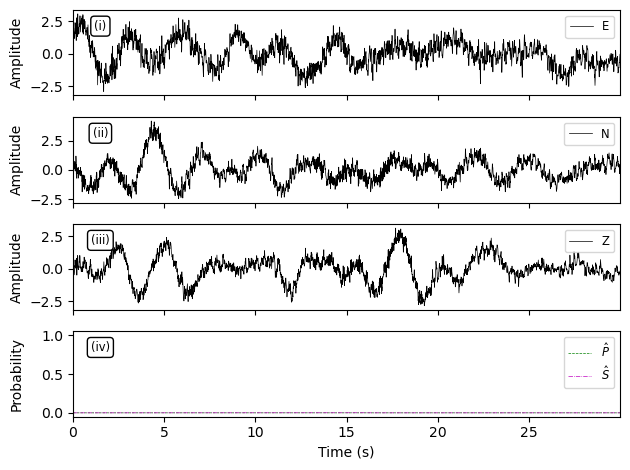 Amplitude
2.5
0.0
−2.5
(i)
E
Amplitude
2.5
0.0
−2.5
(ii)
N
Amplitude
2.5
0.0
−2.5
(iii)
Z
Probability
1.0
0.5
0.0
(iv)
P̂
Ŝ
0 5 10 15 20 25
Time (s)